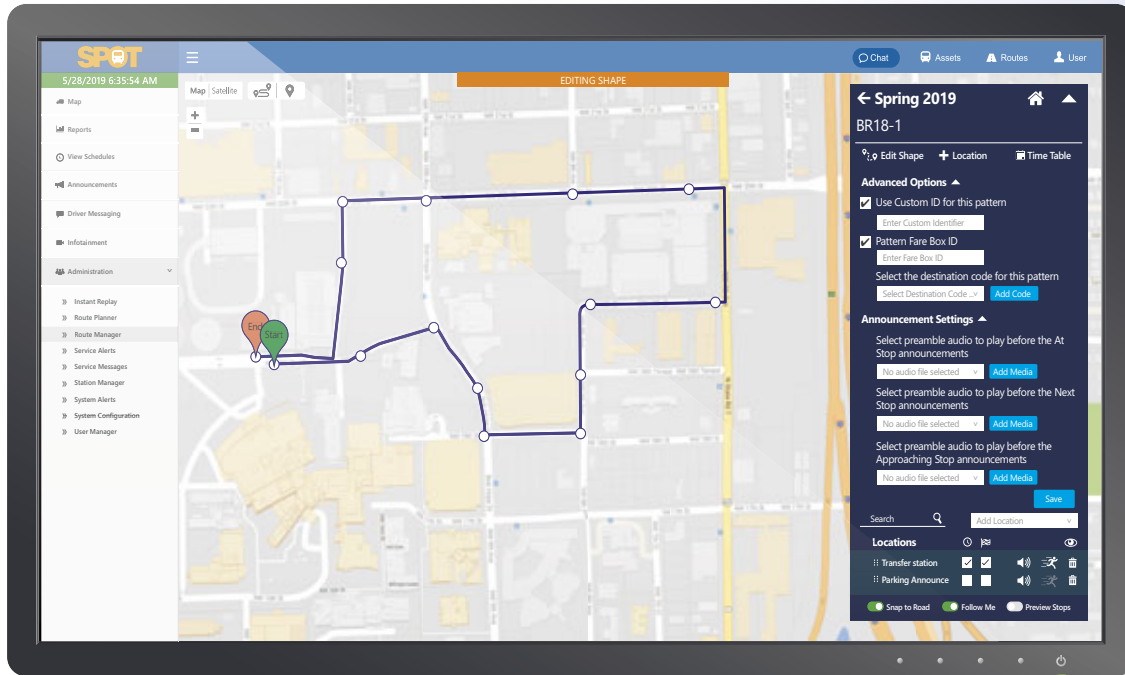 SPOT
5/28/2019 6:35:54 AM
Map
Reports
View Schedules
Announcements
Driver Messaging
Infotainment
Administration
Instant Replay
Route Planner
Route Manager
Service Alerts
Service Messages
Station Manager
System Alerts
System Configuration
User Manager
Chat
Assets
Routes
User
EDITING SHAPE
Map Satellite
End
Start
Spring 2019
BR18-1
Edit Shape
Location
Time Table
Advanced Options
Use Custom ID for this pattern
Enter Custom Identifier
Pattern Fare Box ID
Enter Fare Box ID
Select the destination code for this pattern
Select Destination Code ..
Add Code
Announcement Settings
Select preamble audio to play before the At
Stop announcements
No audio file selected
Add Media
Select preamble audio to play before the Next
Stop announcements
No audio file selected
Add Media
Select preamble audio to play before the
Approaching Stop announcements
No audio file selected
Add Media
Save
Search
Add Location
Locations
Transfer station
Parking Announce
Snap to Road
Follow Me
Preview Stops